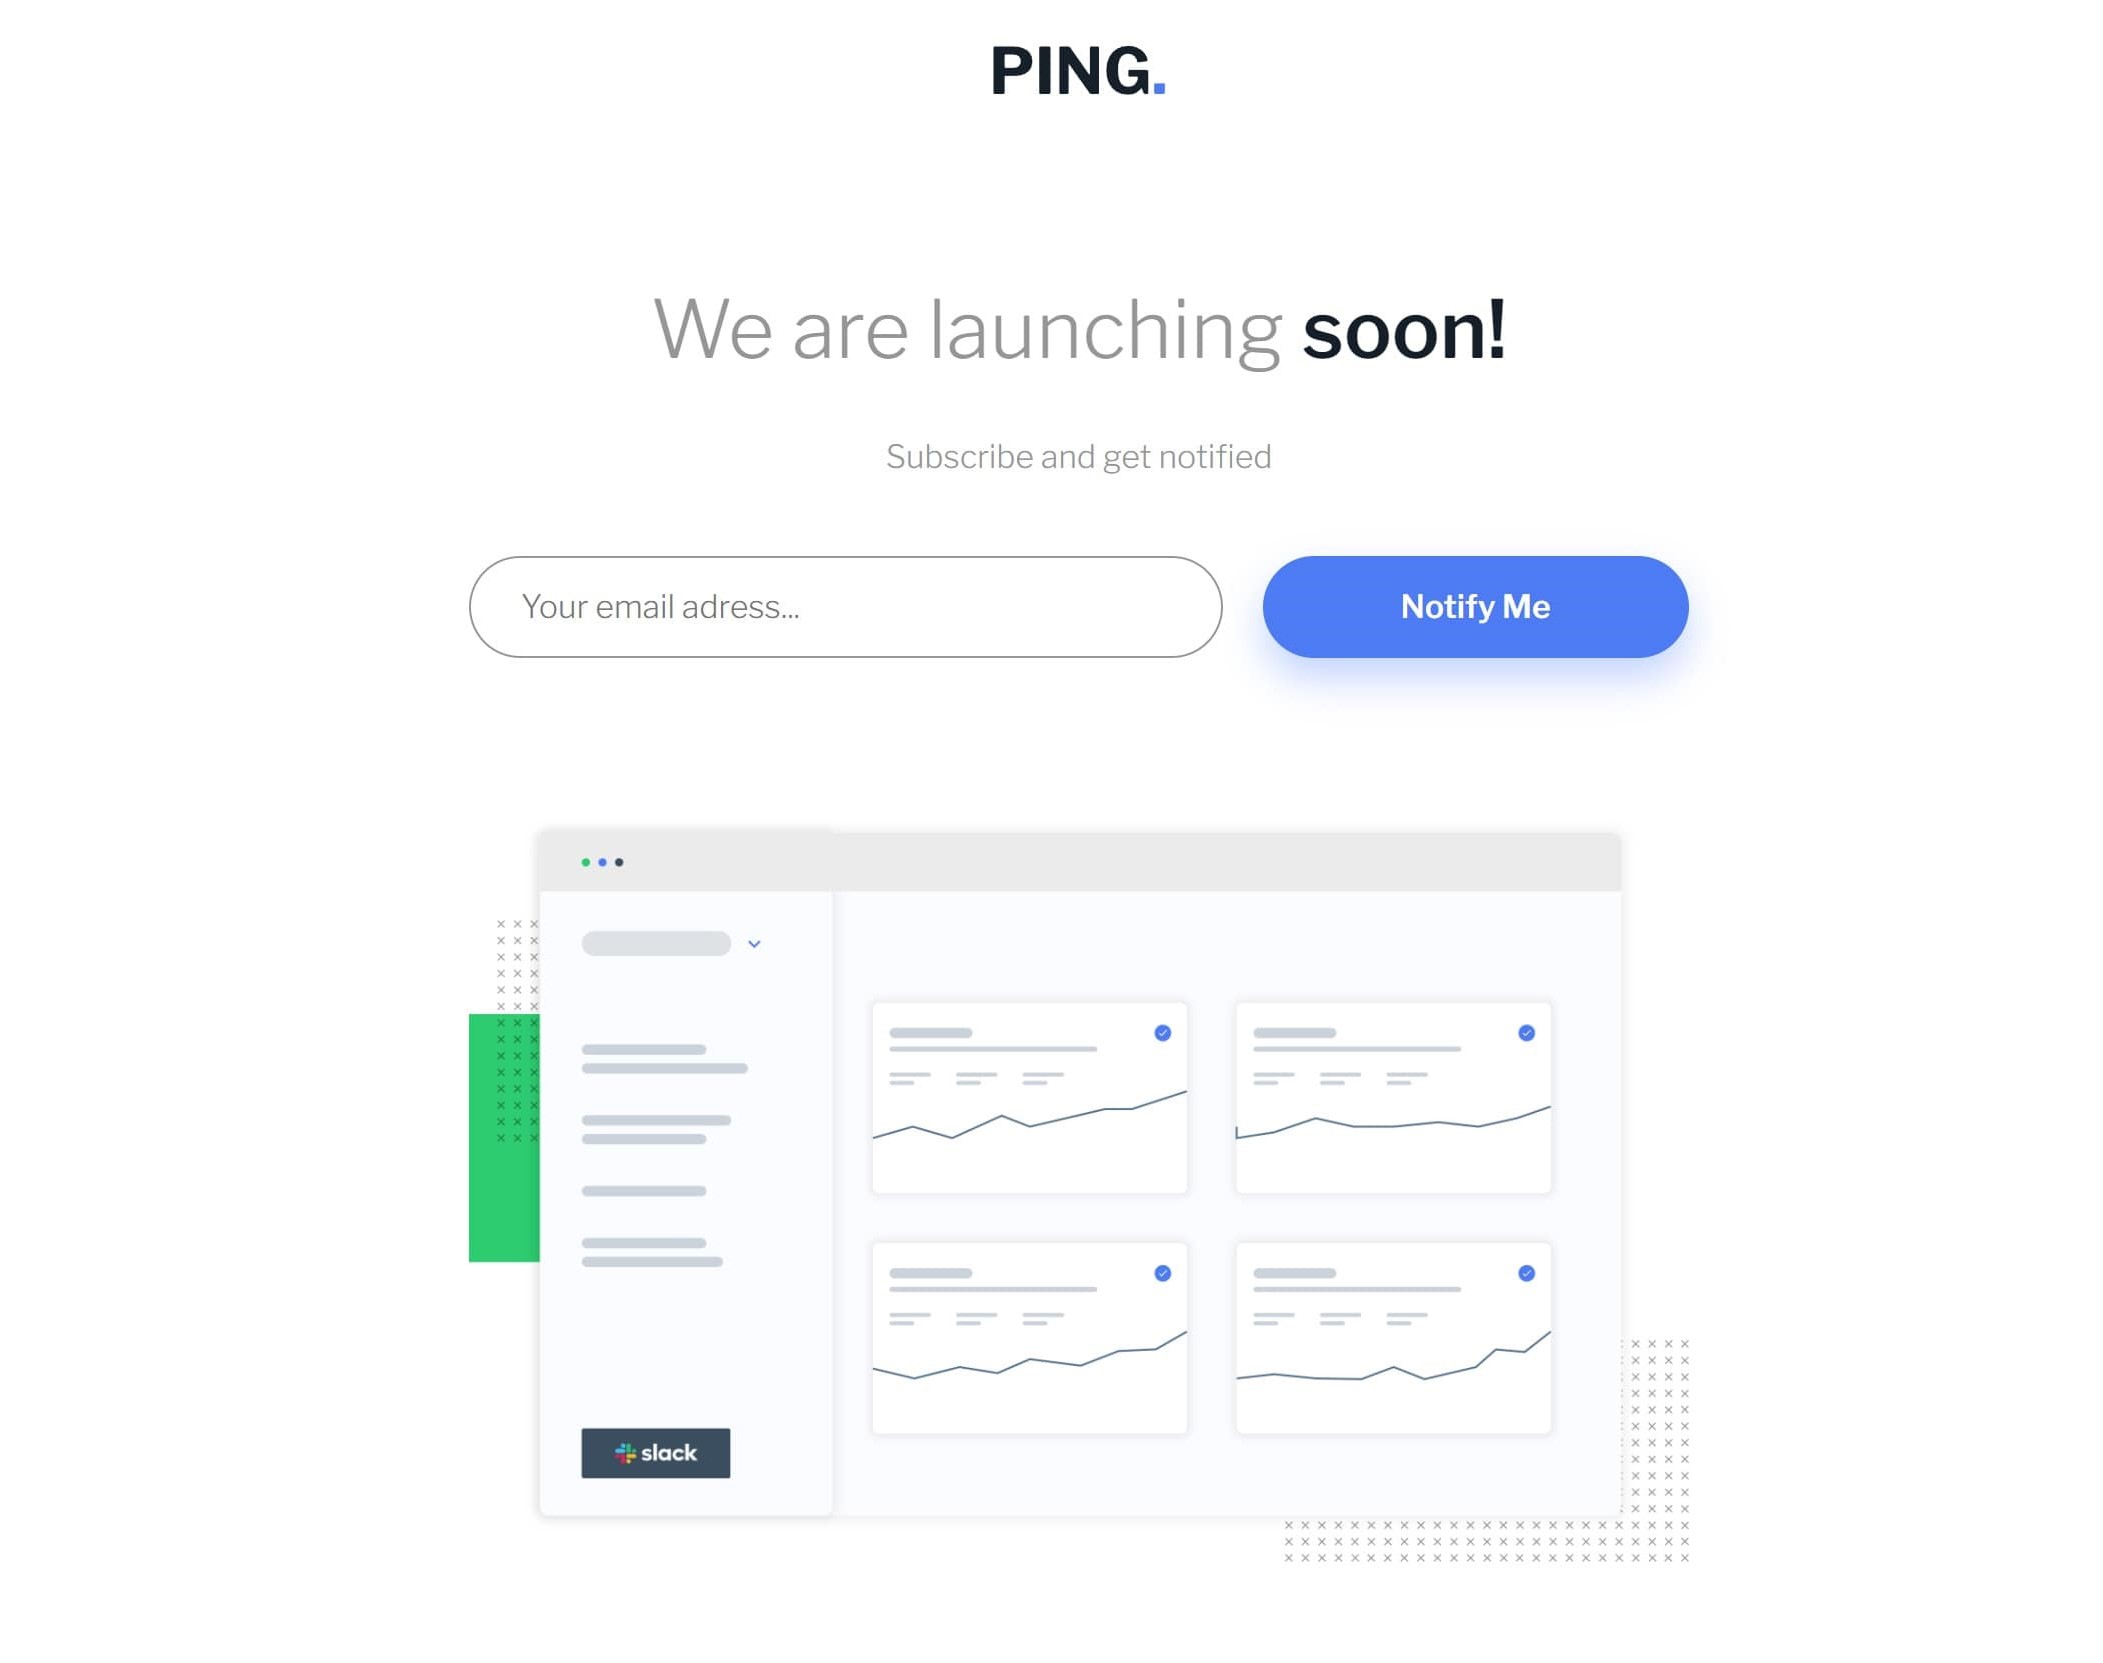 PING.
We are launching soon!
Subscribe and get notified
Your email adress...
Notify Me
slack